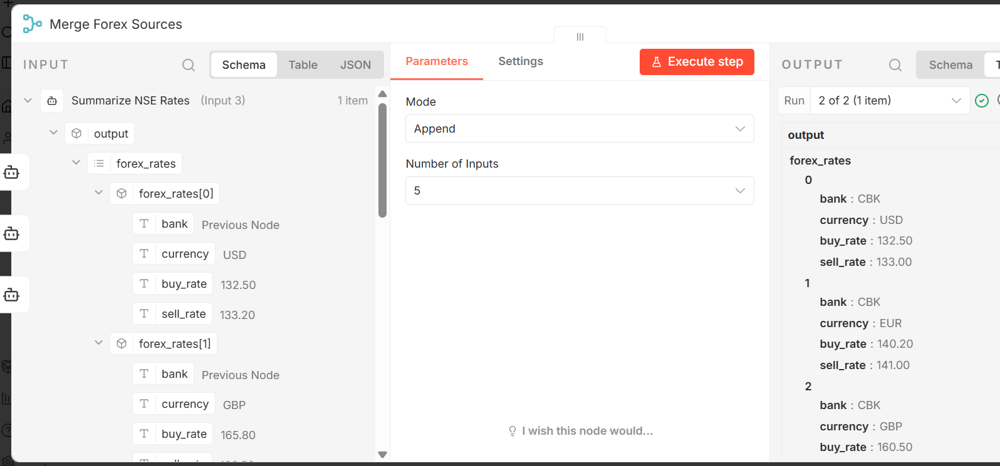 Merge Forex Sources
INPUT
Schema
Table
JSON
Summarize NSE Rates (Input 3)
1 item
output
forex_rates
forex_rates[0]
bank Previous Node
currency USD
buy_rate 132.50
sell_rate 133.20
forex_rates[1]
bank Previous Node
currency GBP
buy_rate 165.80
Parameters
Settings
Execute step
Mode
Append
Number of Inputs
5
I wish this node would...
OUTPUT
Schema
Run
2 of 2 (1 item)
output
forex_rates
0
bank : CBK
currency : USD
buy_rate : 132.50
sell_rate : 133.00
1
bank : CBK
currency : EUR
buy_rate : 140.20
sell_rate : 141.00
2
bank : CBK
currency : GBP
buy_rate : 160.50